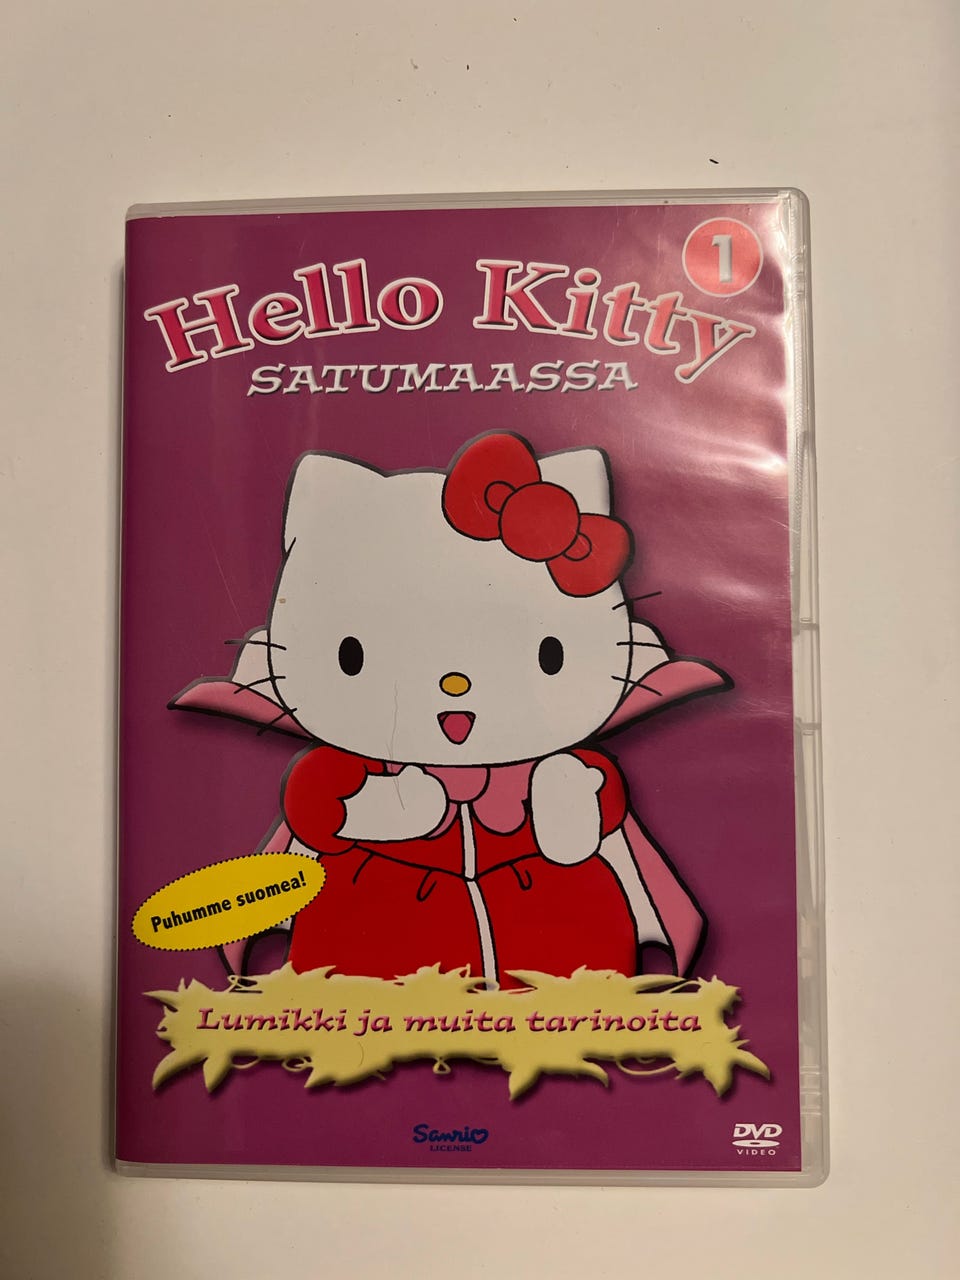 1
Hello Kitty
SATUMAASSA
Puhumme suomea!
Lumikki ja muita tarinoita
Sanrio
LICENSE
DVD
VIDEO